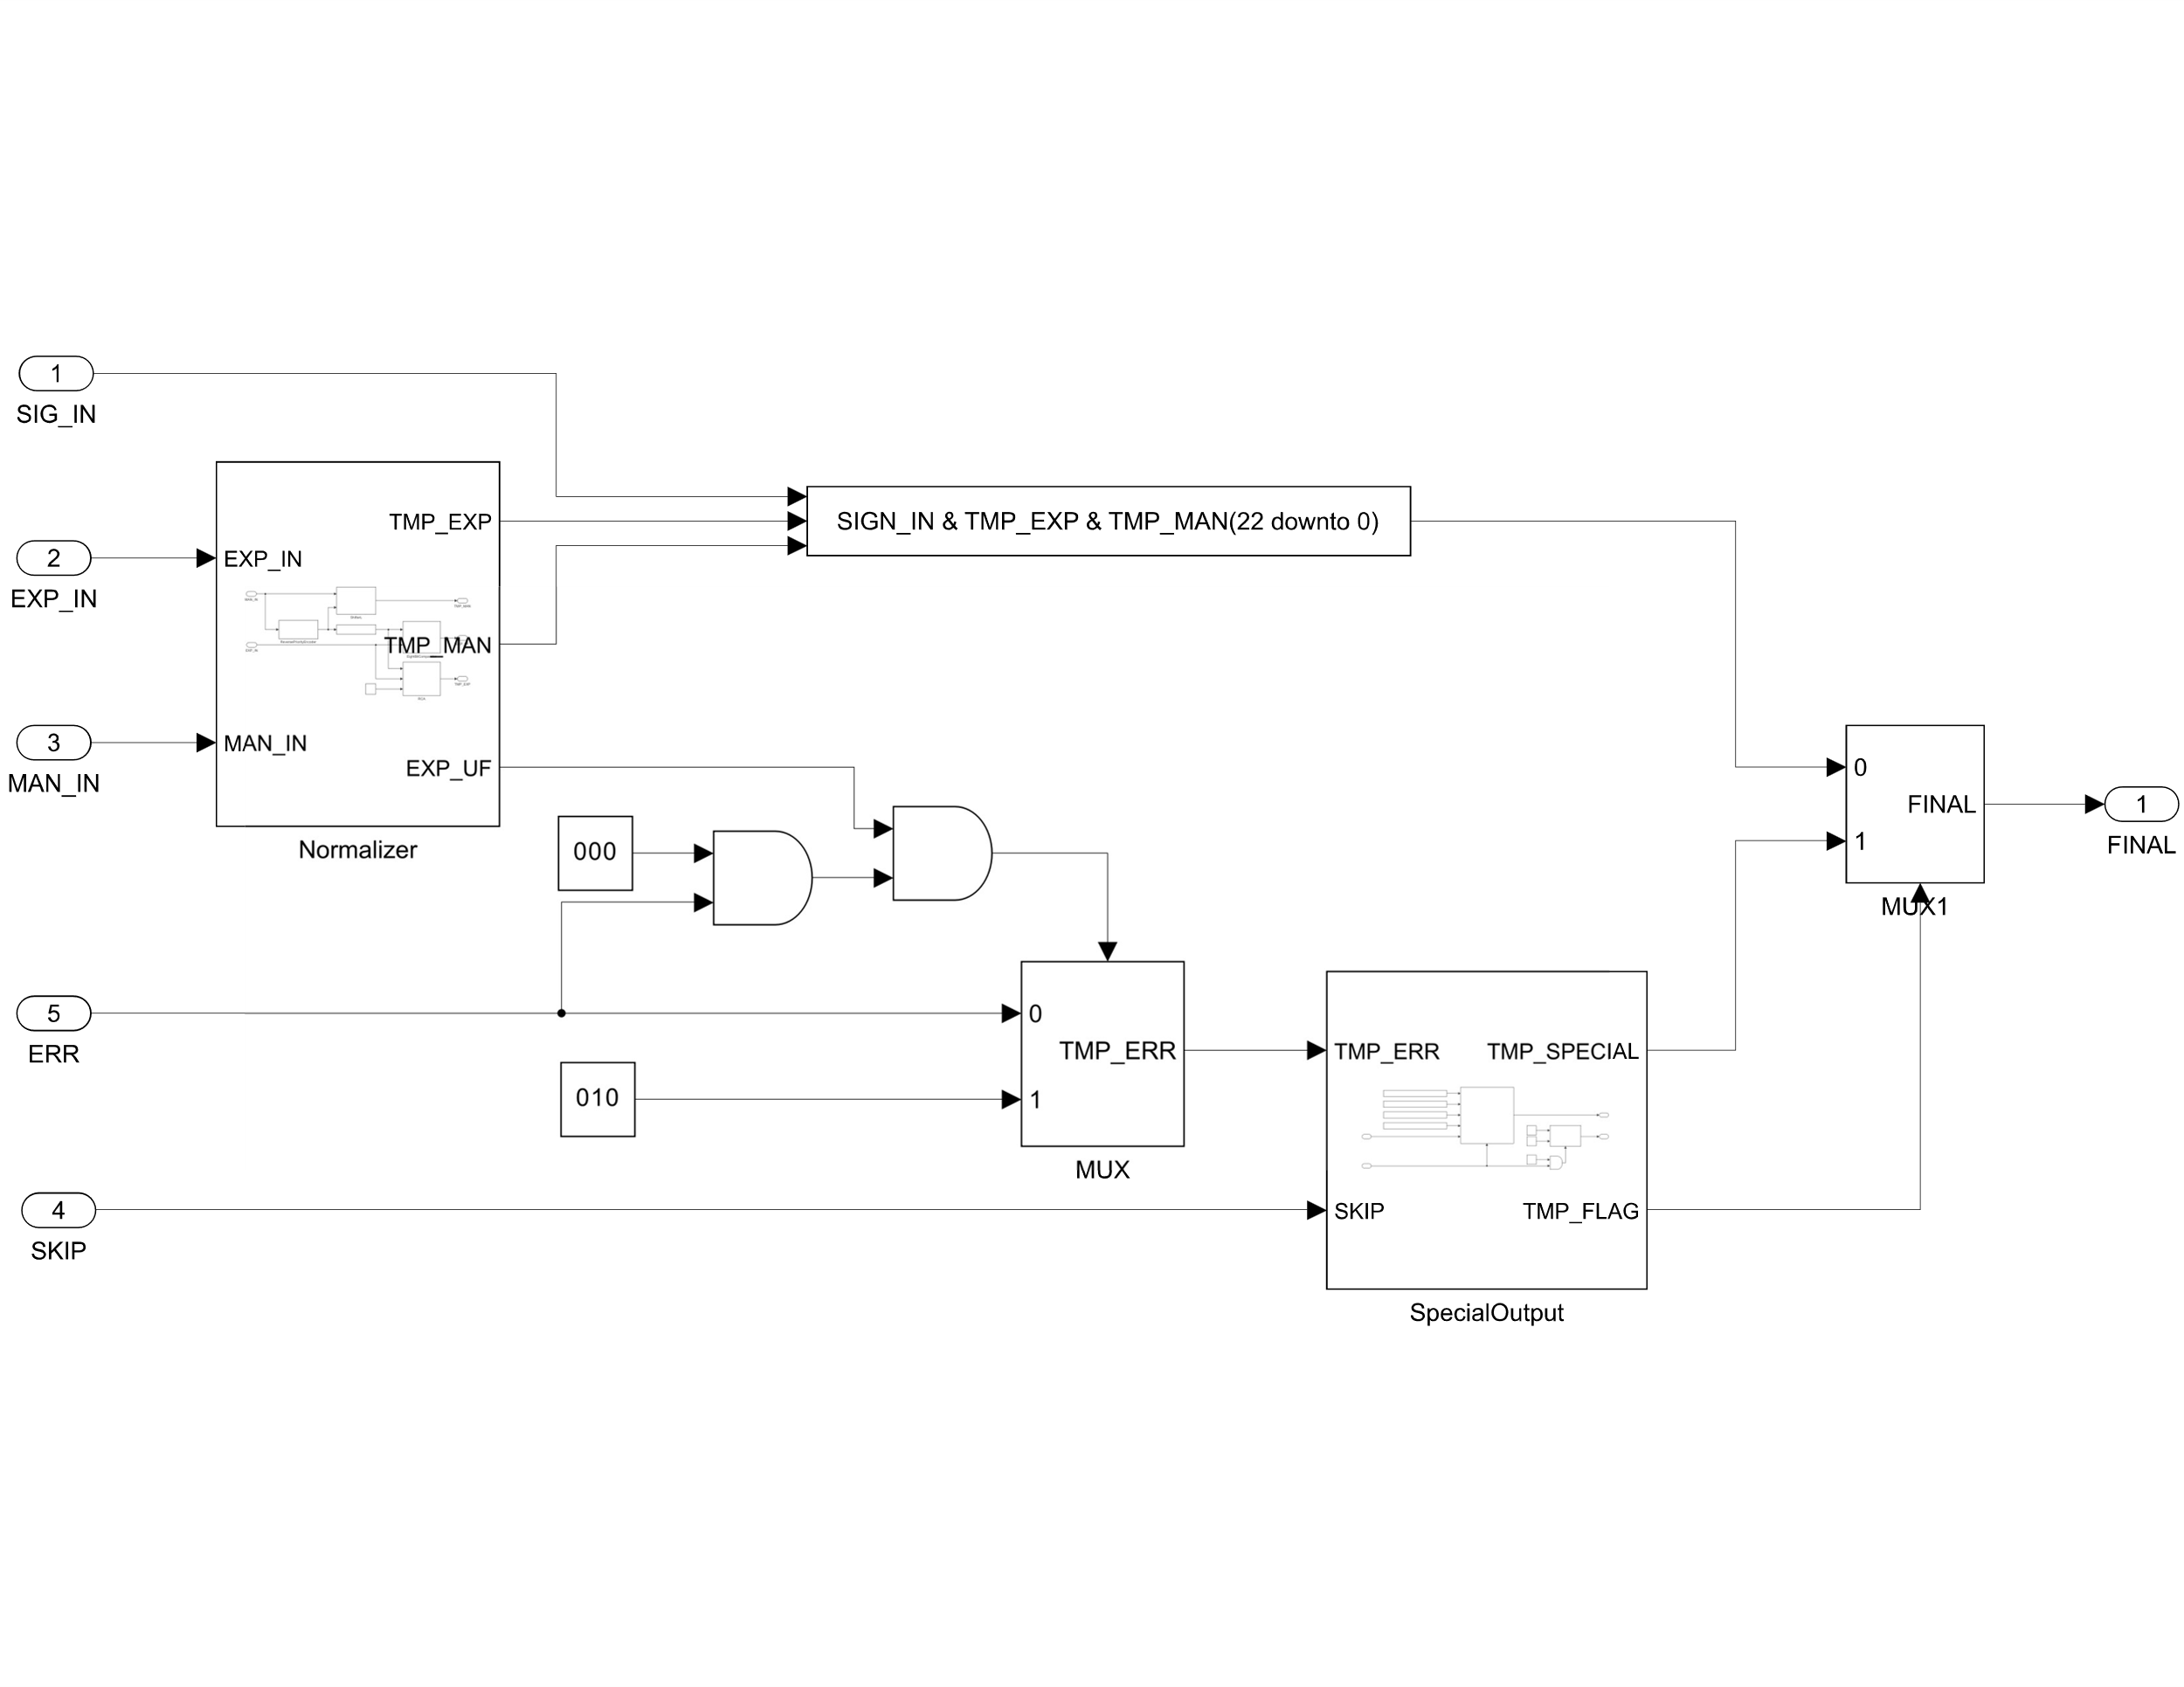 1
SIG_IN
SIGN_IN & TMP_EXP & TMP_MAN(22 downto 0)
TMP_EXP
EXP_IN
2
EXP_IN
TMP_MAN
3
MAN_IN
MAN_IN
EXP_UF
Normalizer
0
FINAL
1
MUX1
1
FINAL
000
5
ERR
0
TMP_ERR
1
010
MUX
TMP_ERR
TMP_SPECIAL
SKIP
TMP_FLAG
4
SKIP
SpecialOutput